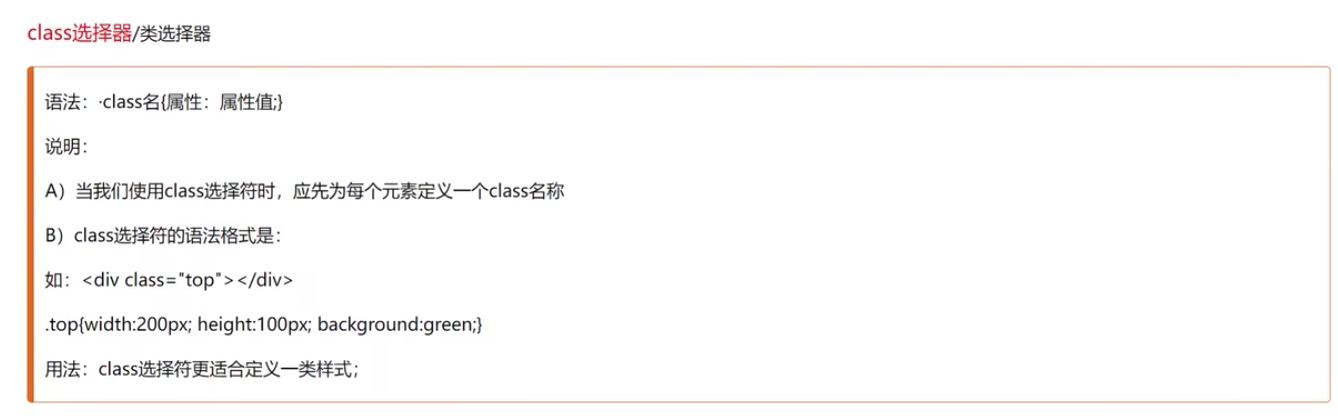 class选择器/类选择器
语法：·class名{属性：属性值;}
说明：
A）当我们使用class选择符时，应先为每个元素定义一个class名称
B）class选择符的语法格式是：
如：<div class="top"></div>
.top{width:200px; height:100px; background:green;}
用法：class选择符更适合定义一类样式；